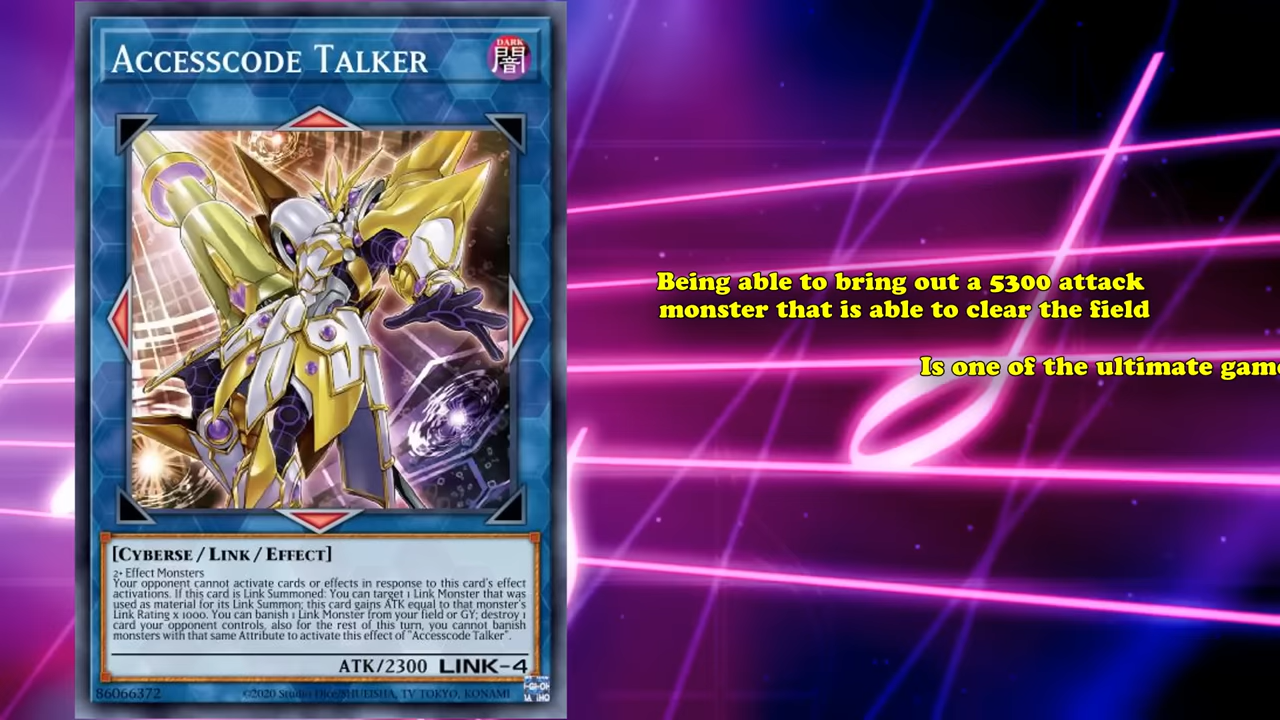 ACCESSCODE TALKER
DARK
闇
[CYBERSE / LINK / EFFECT]
2+ Effect Monsters
Your opponent cannot activate cards or effects in response to this card's effect
activations. If this card is Link Summoned: You can target 1 Link Monster that was
used as material for its Link Summon; this card gains ATK equal to that monster's
Link Rating x 1000. You can banish 1 Link Monster from your field or GY; destroy 1
card your opponent controls, also for the rest of this turn, you cannot banish
monsters with that same Attribute to activate this effect of "Accesscode Talker".
ATK/2300 LINK-4
86066372
©2020 Studio Dice/SHUEISHA, TV TOKYO, KONAMI
Being able to bring out a 5300 attack
monster that is able to clear the field
Is one of the ultimate game